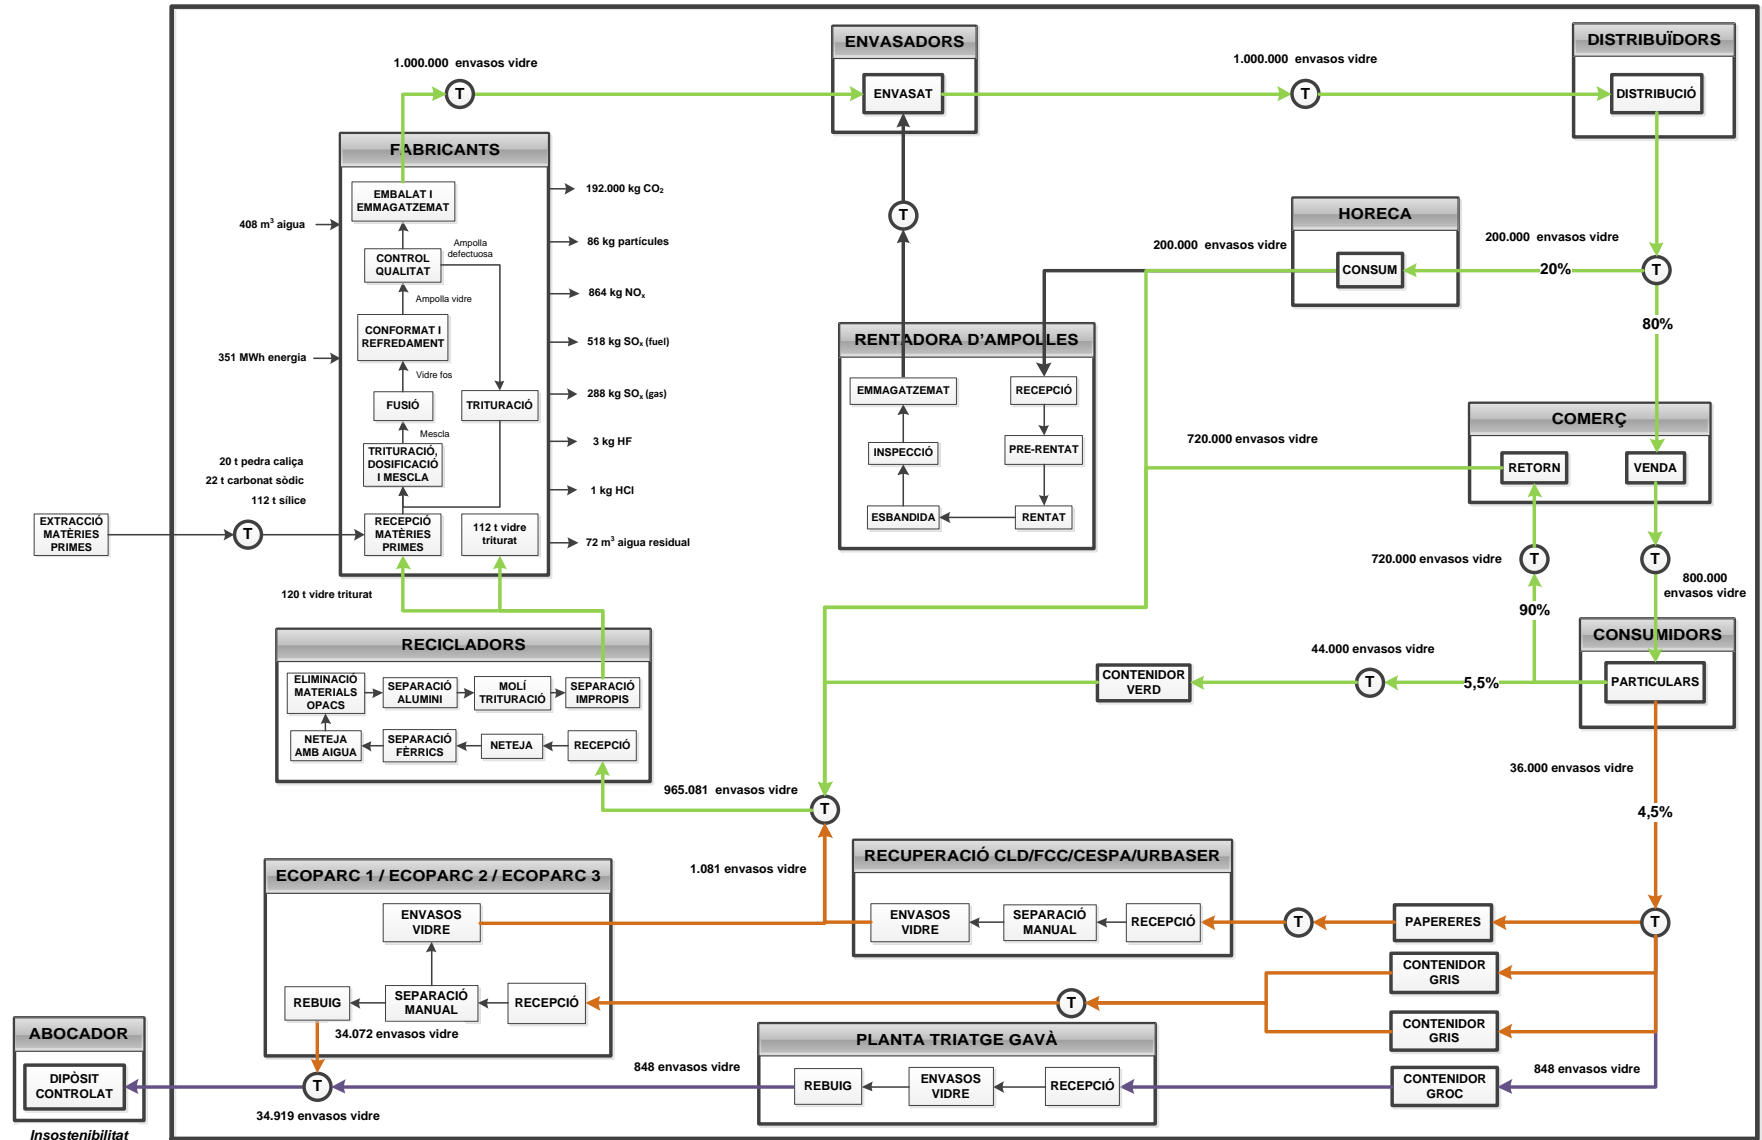 ENVASADORS
DISTRIBUÏDORS
1.000.000 envasos vidre
1.000.000 envasos vidre
T
ENVASAT
T
DISTRIBUCIÓ
FABRICANTS
EMBALAT I
EMMAGATZEMAT
192.000 kg CO₂
408 m³ aigua
T
HORECA
Ampolla
defectuosa
86 kg partícules
200.000 envasos vidre
200.000 envasos vidre
CONTROL
QUALITAT
CONSUM
20%
T
864 kg NOₓ
Ampolla vidre
CONFORMAT I
REFREDAMENT
518 kg SOₓ (fuel)
RENTADORA D'AMPOLLES
80%
351 MWh energia
Vidre fos
288 kg SOₓ (gas)
EMMAGATZEMAT
RECEPCIÓ
FUSIÓ
TRITURACIÓ
COMERÇ
Mescla
3 kg HF
720.000 envasos vidre
TRITURACIÓ,
DOSIFICACIÓ
I MESCLA
INSPECCIÓ
PRE-RENTAT
RETORN
VENDA
20 t pedra caliça
22 t carbonat sòdic
112 t sílice
1 kg HCl
ESBANDIDA
RENTAT
EXTRACCIÓ
MATÈRIES
PRIMES
T
RECEPCIÓ
MATÈRIES
PRIMES
112 t vidre
triturat
72 m³ aigua residual
720.000 envasos vidre
T
T
800.000
envasos vidre
120 t vidre triturat
90%
RECICLADORS
CONSUMIDORS
44.000 envasos vidre
ELIMINACIÓ
MATERIALS
OPACS
SEPARACIÓ
ALUMINI
MOLÍ
TRITURACIÓ
SEPARACIÓ
IMPROPIS
CONTENIDOR
VERD
T
5,5%
PARTICULARS
NETEJA
AMB AIGUA
SEPARACIÓ
FÈRRICS
NETEJA
RECEPCIÓ
36.000 envasos vidre
965.081 envasos vidre
T
4,5%
RECUPERACIÓ CLD/FCC/CESPA/URBASER
1.081 envasos vidre
ECOPARC 1 / ECOPARC 2 / ECOPARC 3
ENVASOS
VIDRE
ENVASOS
VIDRE
SEPARACIÓ
MANUAL
RECEPCIÓ
T
PAPERERES
T
CONTENIDOR
GRIS
REBUIG
SEPARACIÓ
MANUAL
RECEPCIÓ
T
34.072 envasos vidre
CONTENIDOR
GRIS
ABOCADOR
PLANTA TRIATGE GAVÀ
848 envasos vidre
848 envasos vidre
DIPÒSIT
CONTROLAT
T
REBUIG
ENVASOS
VIDRE
RECEPCIÓ
CONTENIDOR
GROC
34.919 envasos vidre
Insostenibilitat